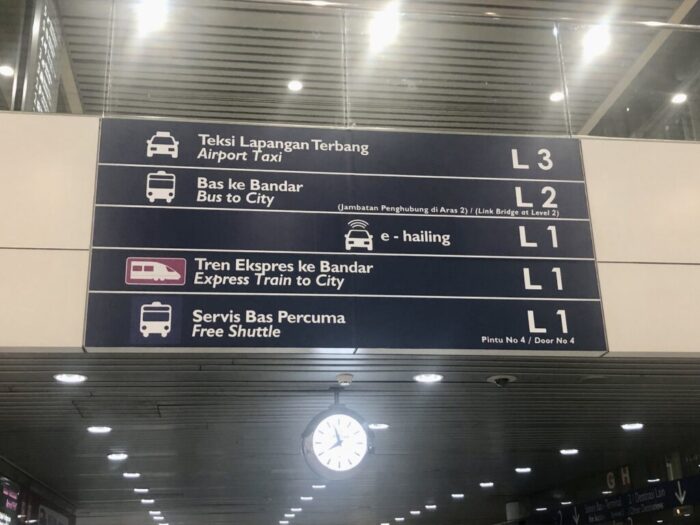 Teksi Lapangan Terbang
Airport Taxi
L 3
Bas ke Bandar
Bus to City
L 2
(Jambatan Penghubung di Aras 2) / (Link Bridge at Level 2)
e - hailing
L 1
Tren Ekspres ke Bandar
Express Train to City
L 1
Servis Bas Percuma
Free Shuttle
L 1
Pintu No 4 / Door No 4
G H